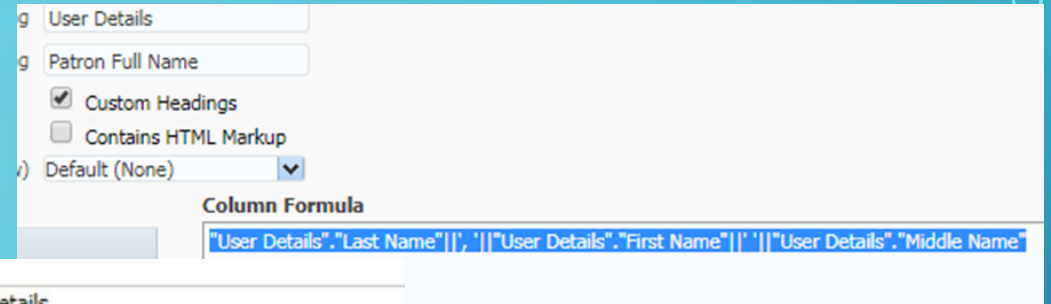 User Details
Patron Full Name
Custom Headings
Contains HTML Markup
Default (None)
Column Formula
"User Details"."Last Name"||', '||"User Details"."First Name"||' '||"User Details"."Middle Name"